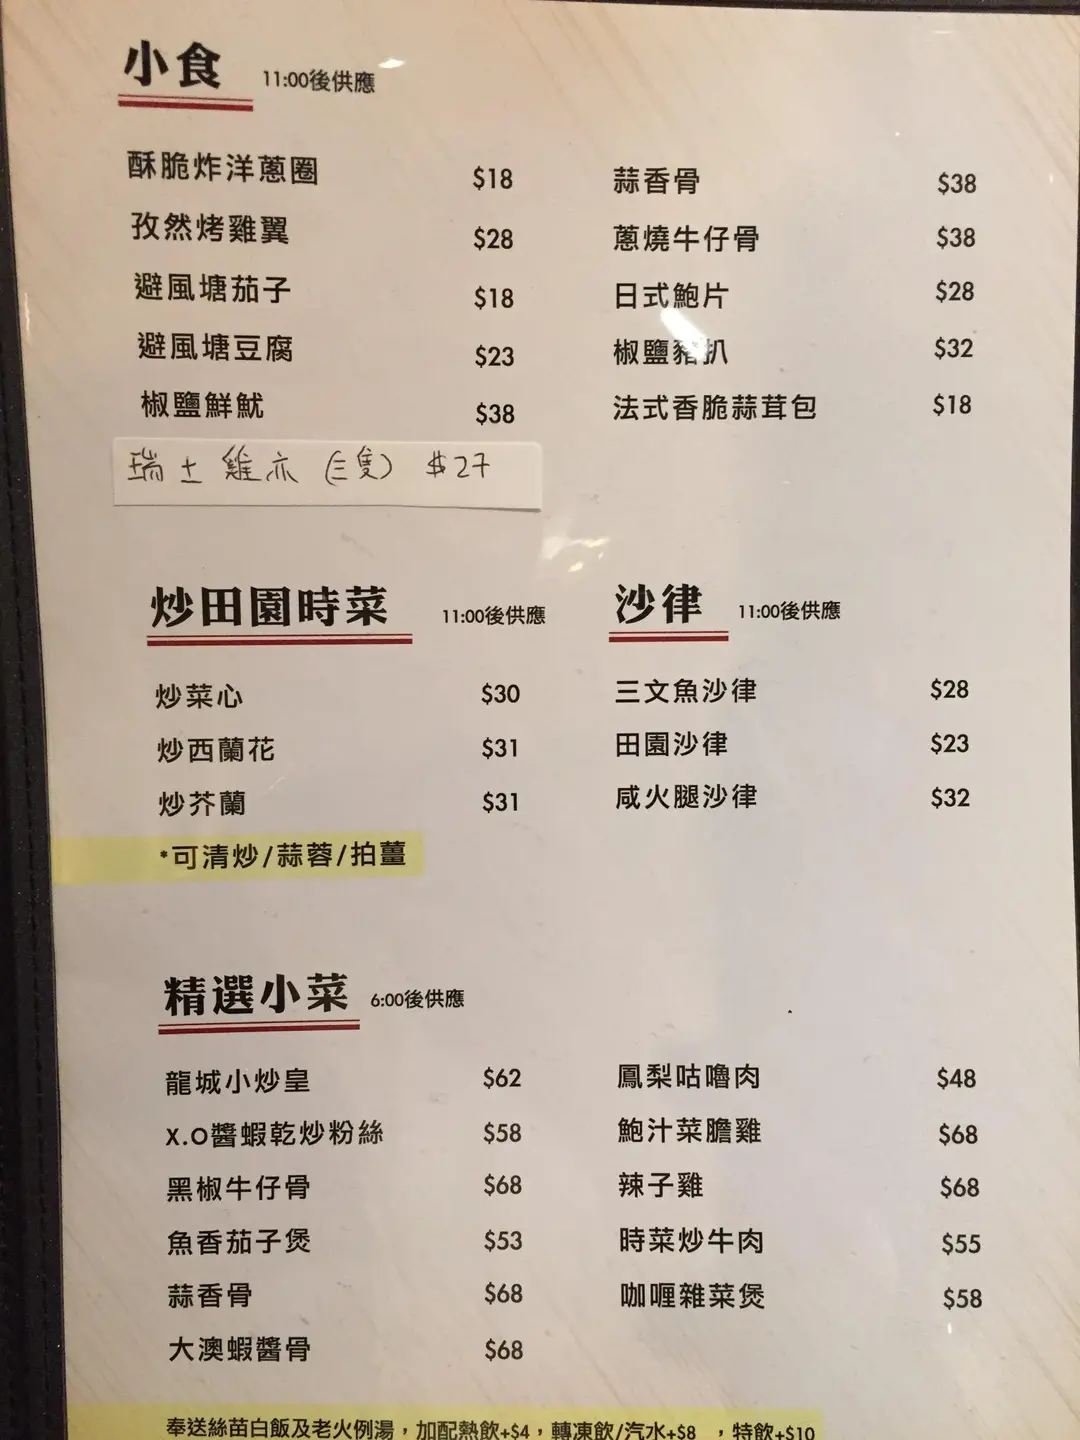 小食 11:00後供應
酥脆炸洋蔥圈 $18
孜然烤雞翼 $28
避風塘茄子 $18
避風塘豆腐 $23
椒鹽鮮魷 $38
瑞士雞亦(三隻) $27
蒜香骨 $38
蔥燒牛仔骨 $38
日式鮑片 $28
椒鹽豬扒 $32
法式香脆蒜茸包 $18
炒田園時菜 11:00後供應
炒菜心 $30
炒西蘭花 $31
炒芥蘭 $31
*可清炒/蒜蓉/拍薑
沙律 11:00後供應
三文魚沙律 $28
田園沙律 $23
咸火腿沙律 $32
精選小菜 6:00後供應
龍城小炒皇 $62
X.O醬蝦乾炒粉絲 $58
黑椒牛仔骨 $68
魚香茄子煲 $53
蒜香骨 $68
大澳蝦醬骨 $68
鳳梨咕嚕肉 $48
鮑汁菜膽雞 $68
辣子雞 $68
時菜炒牛肉 $55
咖喱雜菜煲 $58
奉送絲苗白飯及老火例湯，加配熱飲+$4，轉凍飲/汽水+$8 ，特飲+$10